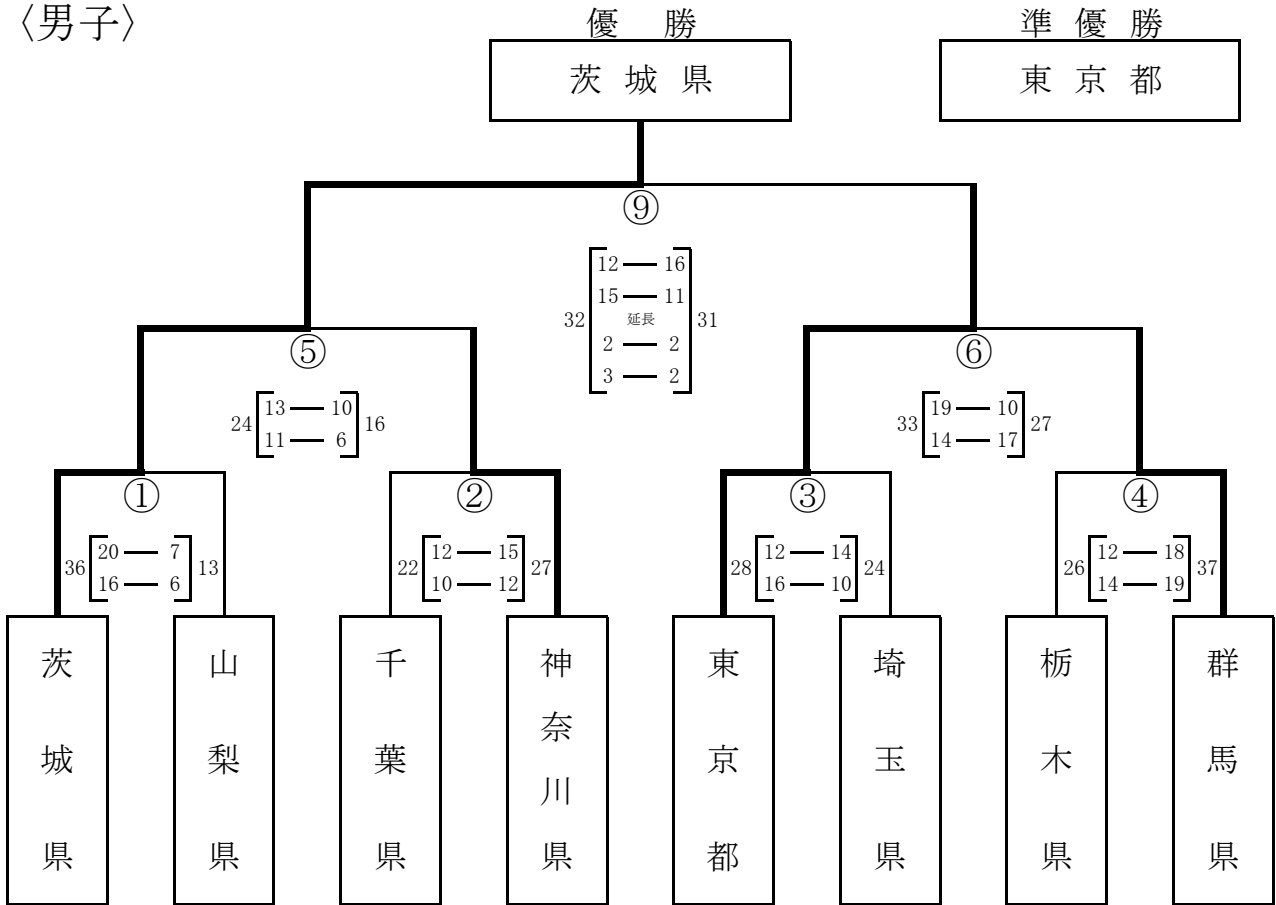 〈男子〉
優勝
準優勝
茨城県
東京都
⑨
12 — 16
15 — 11
32 延長 31
2 — 2
3 — 2
⑤
⑥
13 — 10
24 16
11 — 6
19 — 10
33 27
14 — 17
①
②
③
④
20 — 7
36 13
16 — 6
12 — 15
22 27
10 — 12
12 — 14
28 24
16 — 10
12 — 18
26 37
14 — 19
茨城県
山梨県
千葉県
神奈川県
東京都
埼玉県
栃木県
群馬県